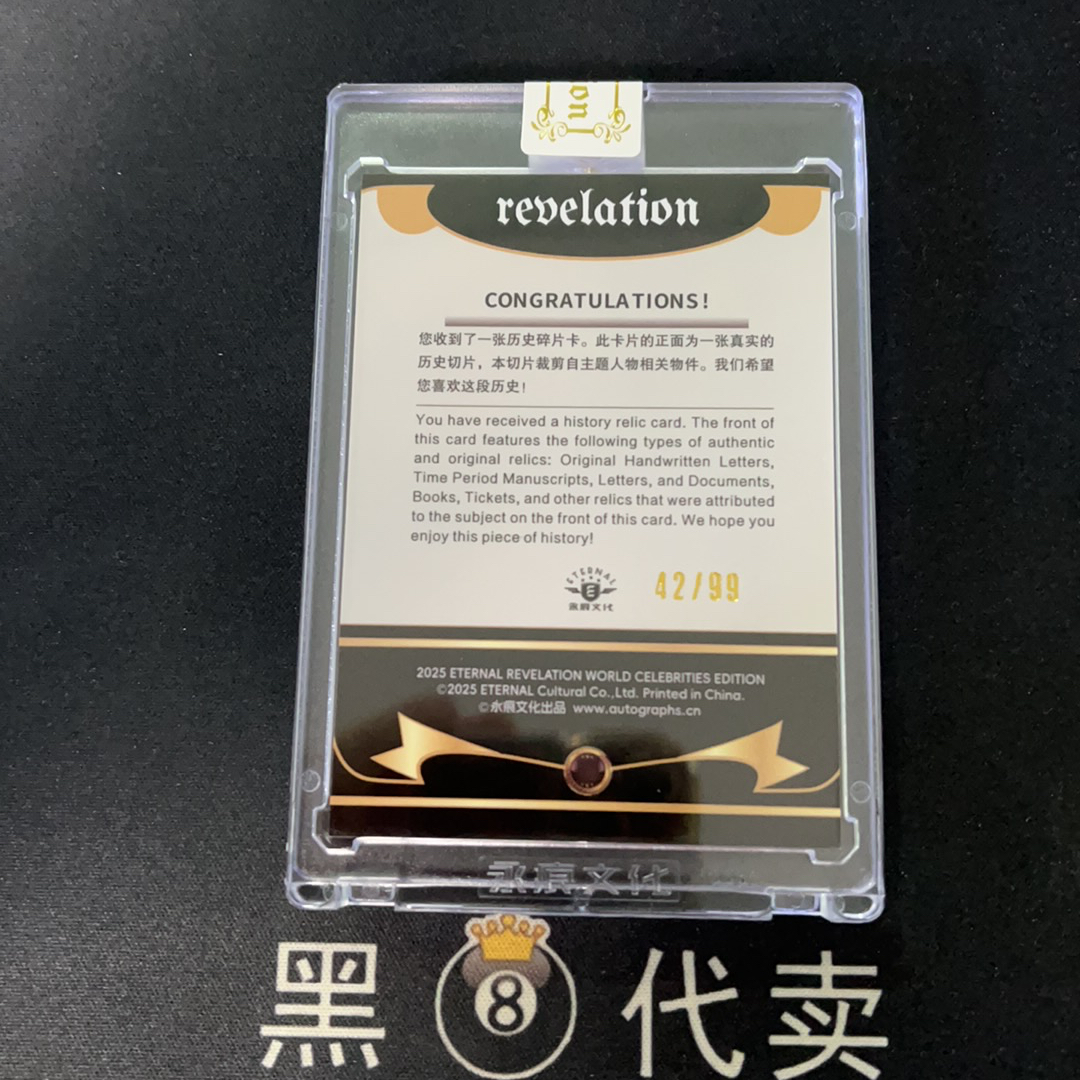 on
revelation
CONGRATULATIONS!
您收到了一张历史碎片卡。此卡片的正面为一张真实的
历史切片，本切片裁剪自主题人物相关物件。我们希望
您喜欢这段历史!
You have received a history relic card. The front of
this card features the following types of authentic
and original relics: Original Handwritten Letters,
Time Period Manuscripts, Letters, and Documents,
Books, Tickets, and other relics that were attributed
to the subject on the front of this card. We hope you
enjoy this piece of history!
ETERNAL
E
永痕文化
42/99
2025 ETERNAL REVELATION WORLD CELEBRITIES EDITION
©2025 ETERNAL Cultural Co.,Ltd. Printed in China.
©永痕文化出品 www.autographs.cn
永痕文化
黑8代卖